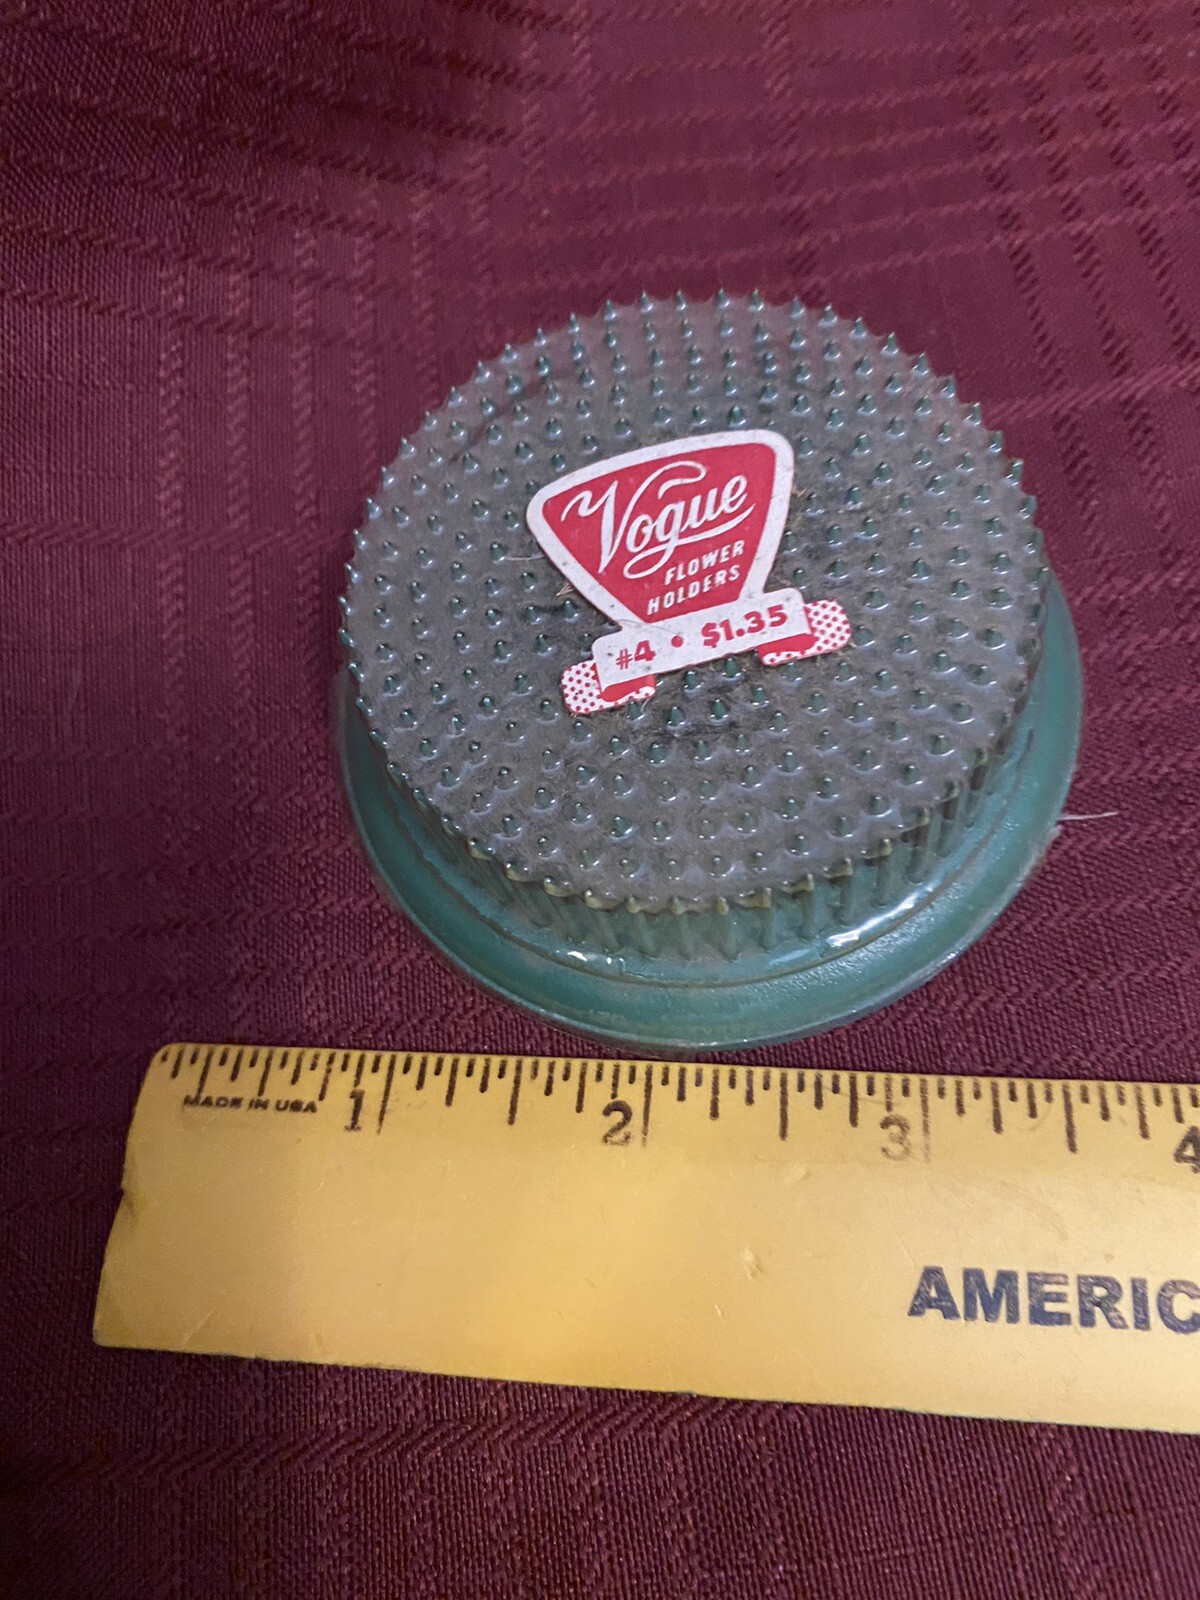 Vogue
FLOWER
HOLDERS
#4 • $1.35
MADE IN USA
1 2 3 4
AMERIC